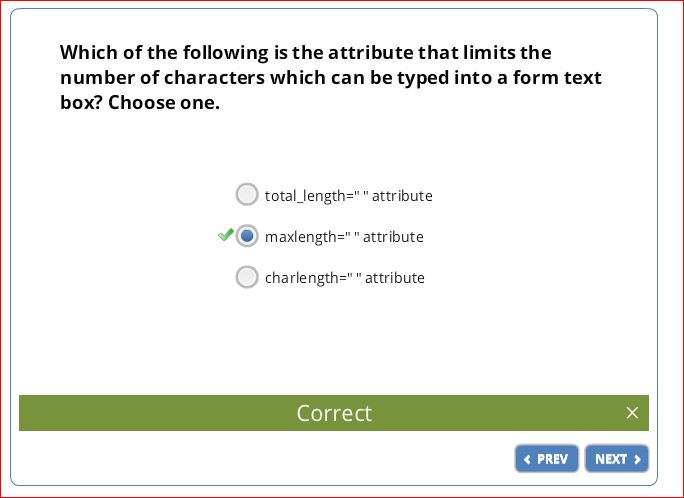 Which of the following is the attribute that limits the
number of characters which can be typed into a form text
box? Choose one.
total_length=" " attribute
maxlength=" " attribute
charlength=" " attribute
Correct
PREV
NEXT